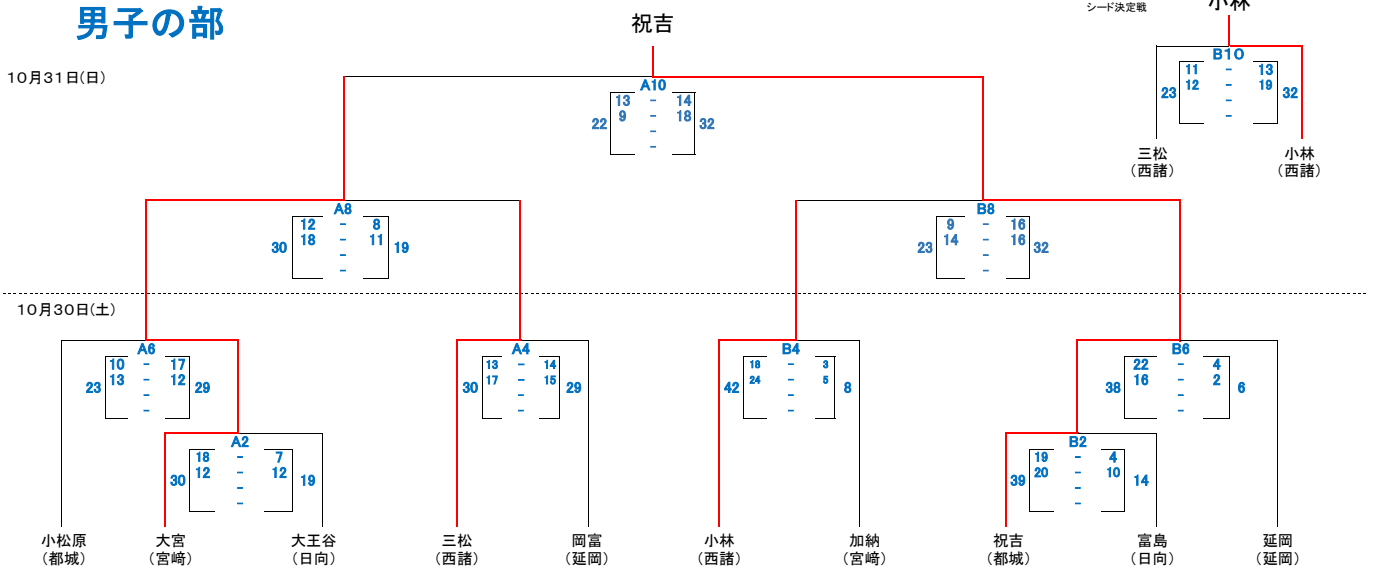 男子の部
シード決定戦
小林
祝吉
10月31日(日)
B10
11 - 13
12 - 19
-
-
23 32
三松 小林
(西諸) (西諸)
A10
13 - 14
9 - 18
-
-
22 32
A8
12 - 8
18 - 11
-
-
30 19
B8
9 - 16
14 - 16
-
-
23 32
10月30日(土)
A6
10 - 17
13 - 12
-
-
23 29
A4
13 - 14
17 - 15
-
-
30 29
B4
18 - 3
24 - 5
-
-
42 8
B6
22 - 4
16 - 2
-
-
38 6
A2
18 - 7
12 - 12
-
-
30 19
B2
19 - 4
20 - 10
-
-
39 14
小松原 大宮 大王谷 三松 岡富 小林 加納 祝吉 富島 延岡
(都城) (宮﨑) (日向) (西諸) (延岡) (西諸) (宮﨑) (都城) (日向) (延岡)